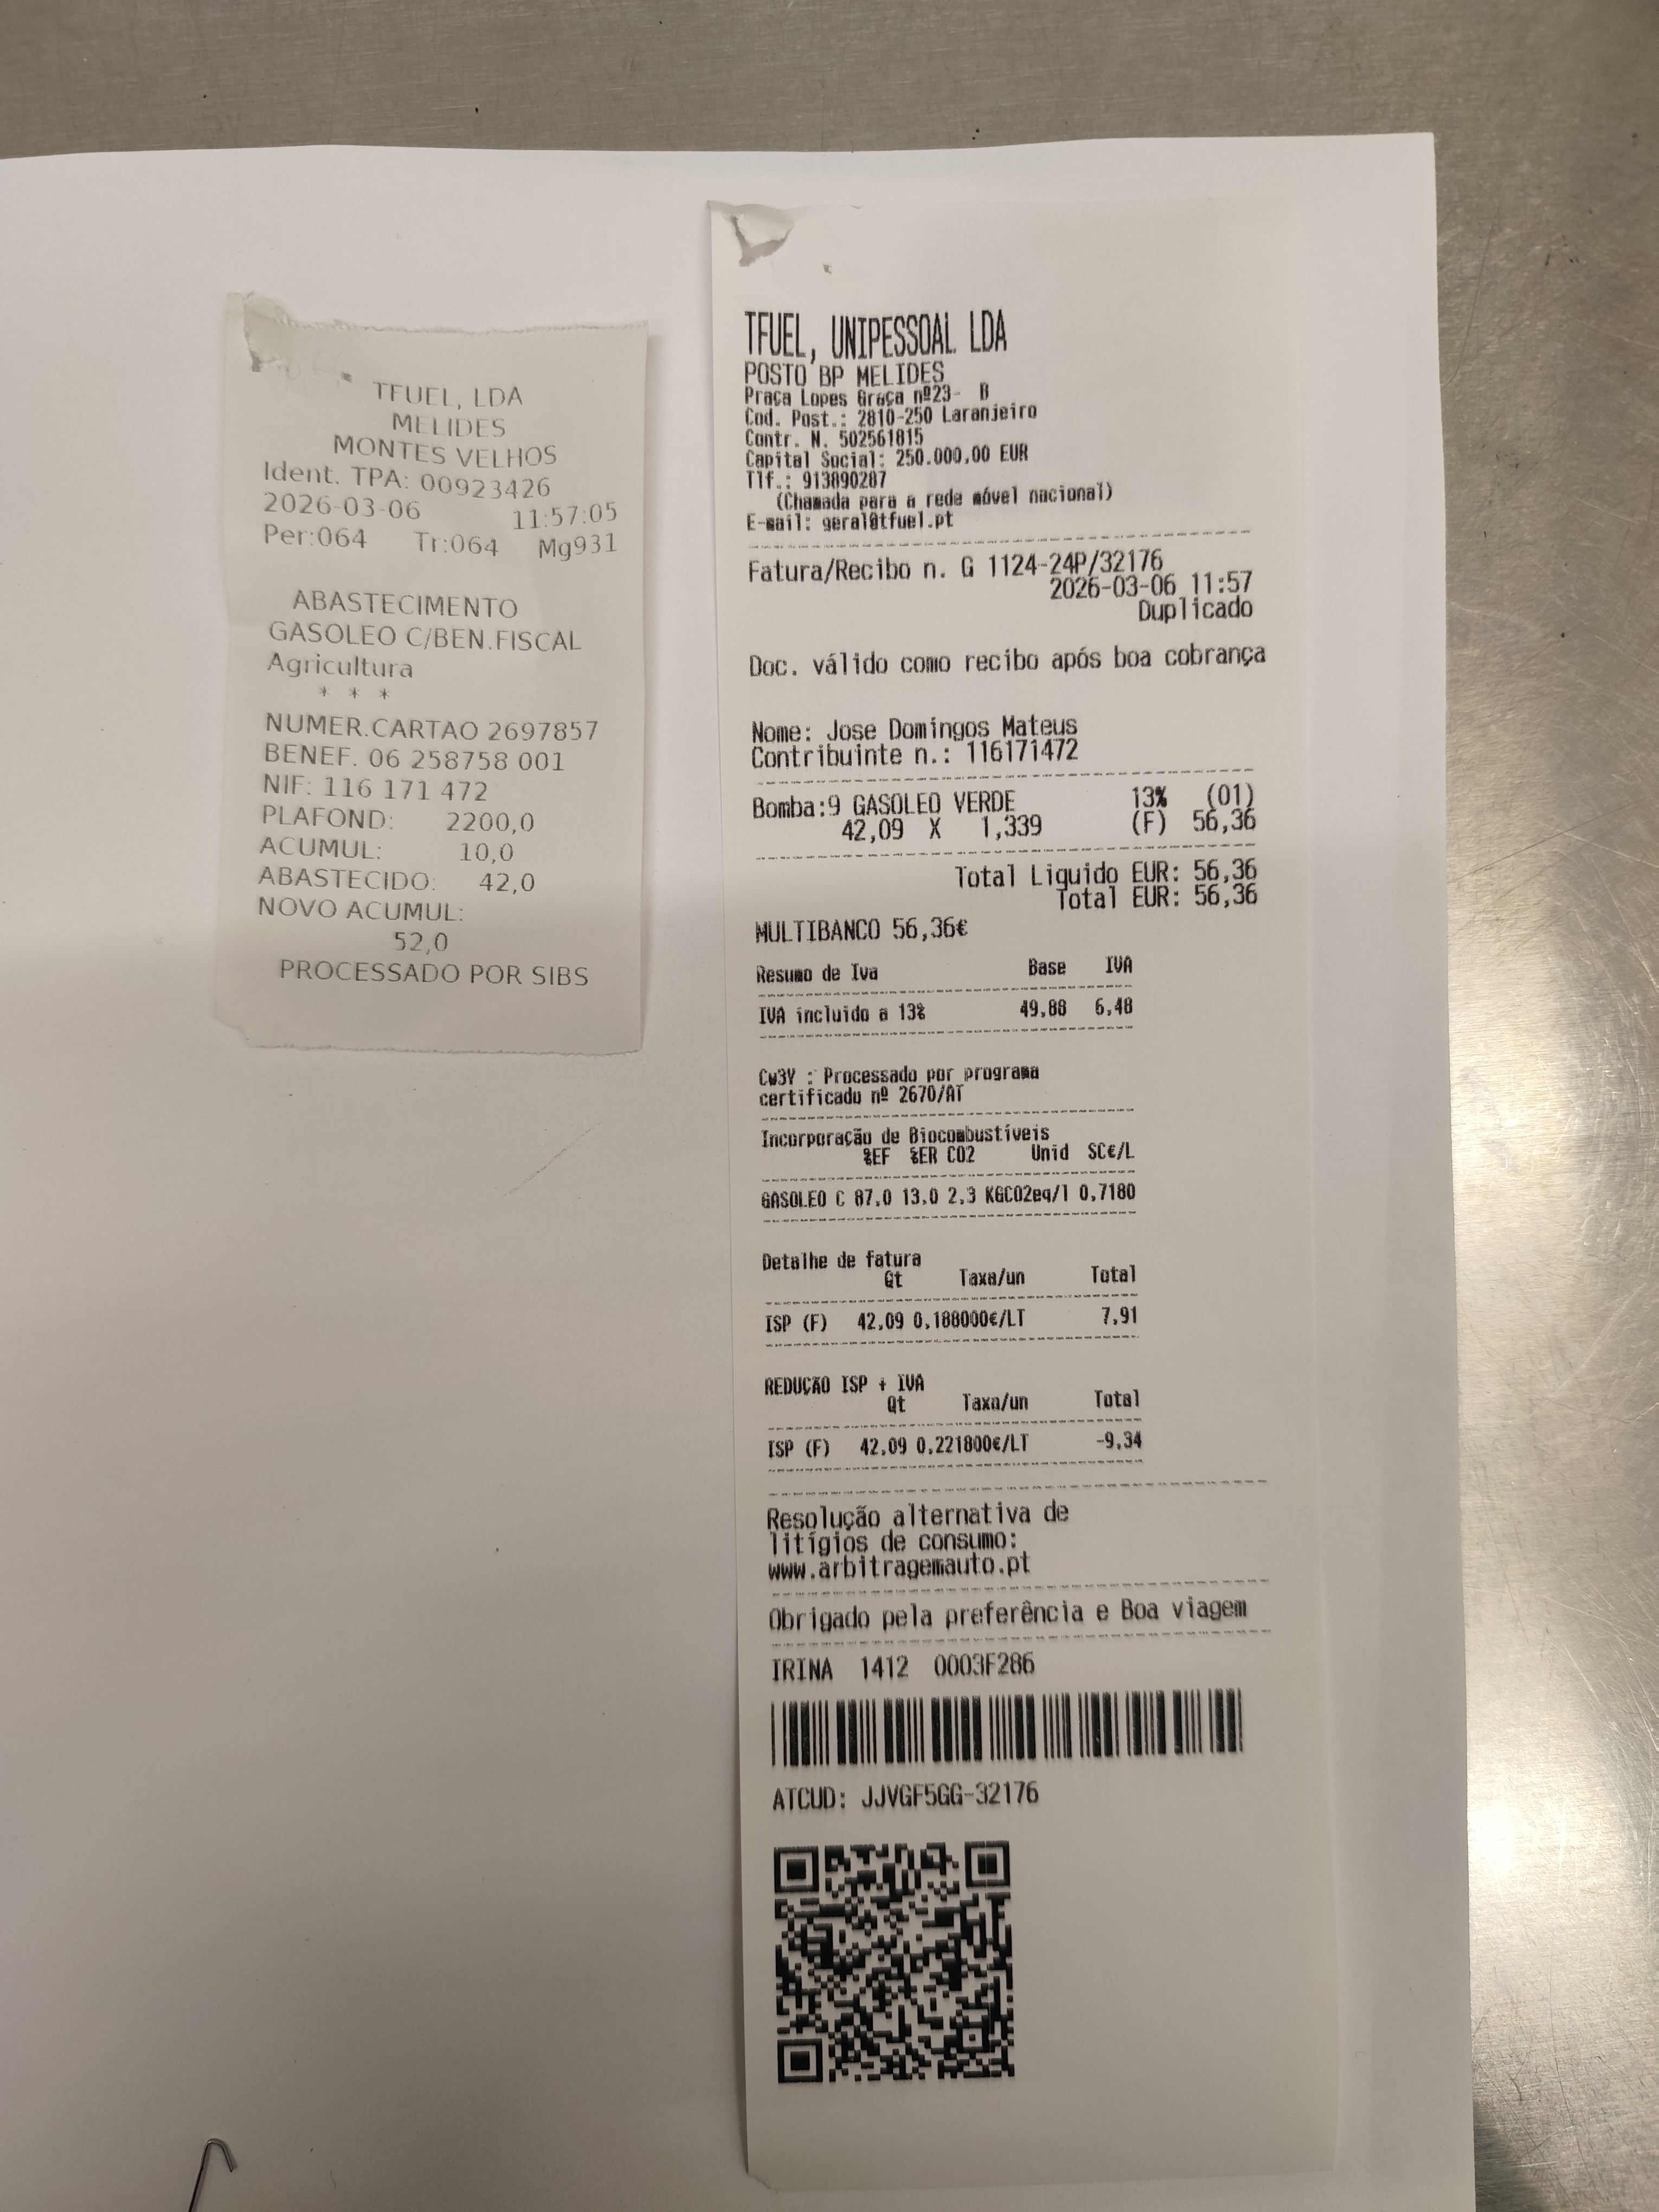 TFUEL, LDA
MELIDES
MONTES VELHOS
Ident. TPA: 00923426
2026-03-06 11:57:05
Per:064 Tr:064 Mg931
ABASTECIMENTO
GASOLEO C/BEN.FISCAL
Agricultura
* * *
NUMER.CARTAO 2697857
BENEF. 06 258758 001
NIF: 116 171 472
PLAFOND: 2200,0
ACUMUL: 10,0
ABASTECIDO: 42,0
NOVO ACUMUL:
52,0
PROCESSADO POR SIBS
TFUEL, UNIPESSOAL LDA
POSTO BP MELIDES
Praça Lopes Graça nº23- B
Cod. Post.: 2810-250 Laranjeiro
Contr. N. 502561815
Capital Social: 250.000,00 EUR
Tlf.: 913890287
(Chamada para a rede móvel nacional)
E-mail: geral@tfuel.pt
Fatura/Recibo n. G 1124-24P/32176
2026-03-06 11:57
Duplicado
Doc. válido como recibo após boa cobrança
Nome: Jose Domingos Mateus
Contribuinte n.: 116171472
Bomba:9 GASOLEO VERDE 13% (01)
42,09 X 1,339 (F) 56,36
Total Liquido EUR: 56,36
Total EUR: 56,36
MULTIBANCO 56,36€
Resumo de Iva Base IVA
IVA incluido a 13% 49,88 6,48
Cw3Y : Processado por programa
certificado nº 2670/AT
Incorporação de Biocombustíveis
%EF %ER CO2 Unid SC€/L
GASOLEO C 87,0 13,0 2,3 KGCO2eq/l 0,7180
Detalhe de fatura
Qt Taxa/un Total
ISP (F) 42,09 0,188000€/LT 7,91
REDUÇÃO ISP + IVA
Qt Taxa/un Total
ISP (F) 42,09 0,221800€/LT -9,34
Resolução alternativa de
litígios de consumo:
www.arbitragemauto.pt
Obrigado pela preferência e Boa viagem
IRINA 1412 0003F286
ATCUD: JJVGF5GG-32176